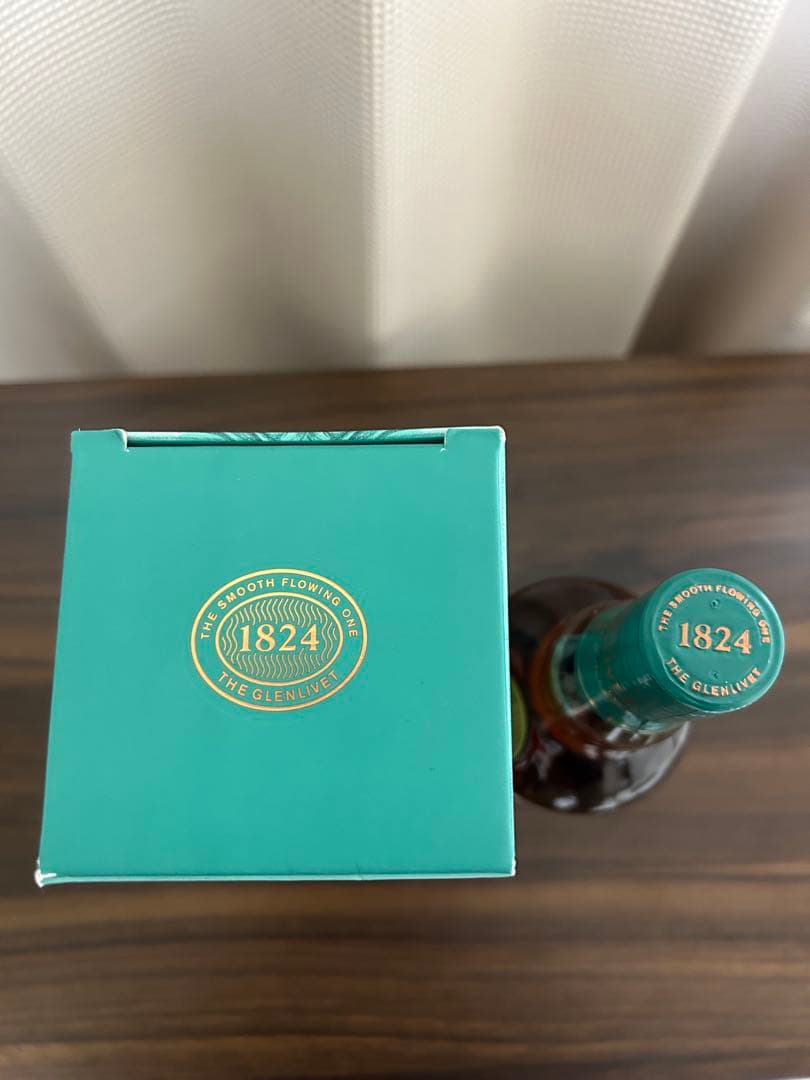 THE SMOOTH FLOWING ONE
1824
THE GLENLIVET
THE SMOOTH FLOWING ONE
1824
THE GLENLIVET